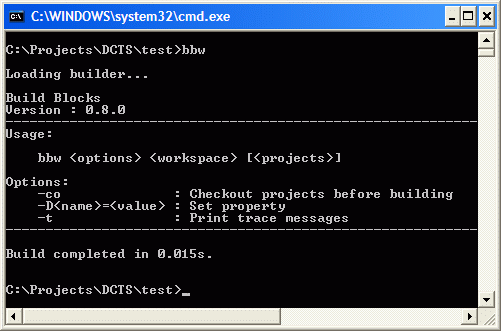 C:\WINDOWS\system32\cmd.exe
C:\Projects\DCTS\test>bbw
Loading builder...
Build Blocks
Version : 0.8.0
Usage:
bbw <options> <workspace> [<projects>]
Options:
-co : Checkout projects before building
-D<name>=<value> : Set property
-t : Print trace messages
Build completed in 0.015s.
C:\Projects\DCTS\test>_